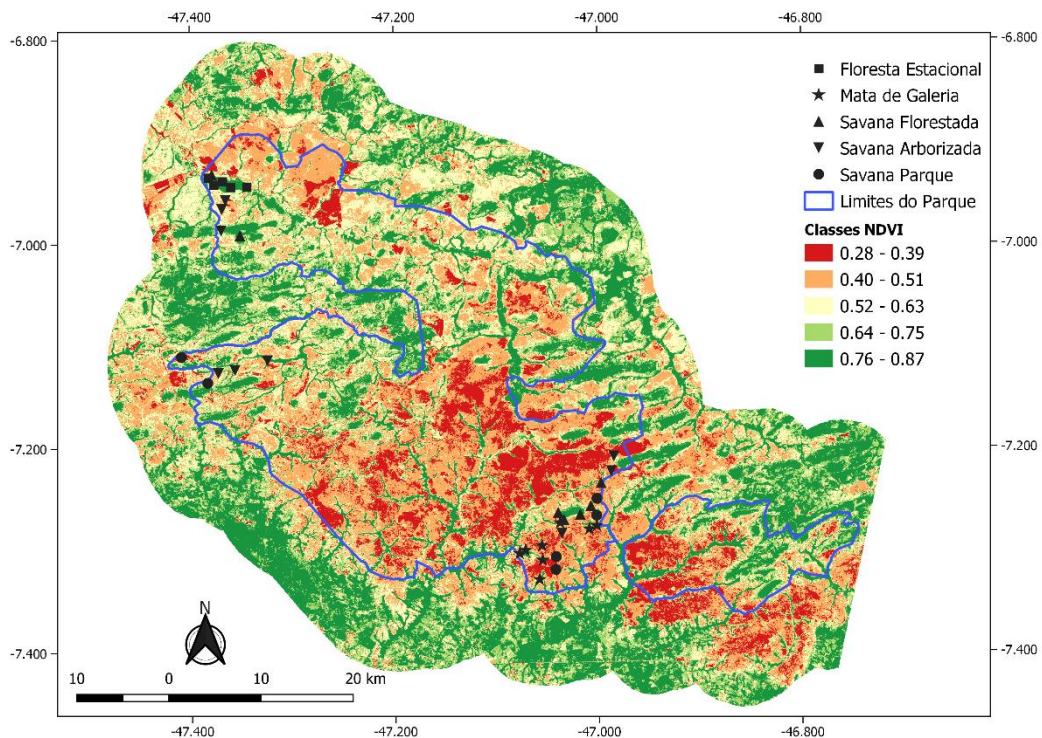 -47.400 -47.200 -47.000 -46.800
-6.800 -6.800
Floresta Estacional
Mata de Galeria
Savana Florestada
Savana Arborizada
Savana Parque
Limites do Parque
Classes NDVI
0.28 - 0.39
0.40 - 0.51
0.52 - 0.63
0.64 - 0.75
0.76 - 0.87
-7.000 -7.000
-7.200 -7.200
-7.400 -7.400
N
10 0 10 20 km
-47.400 -47.200 -47.000 -46.800